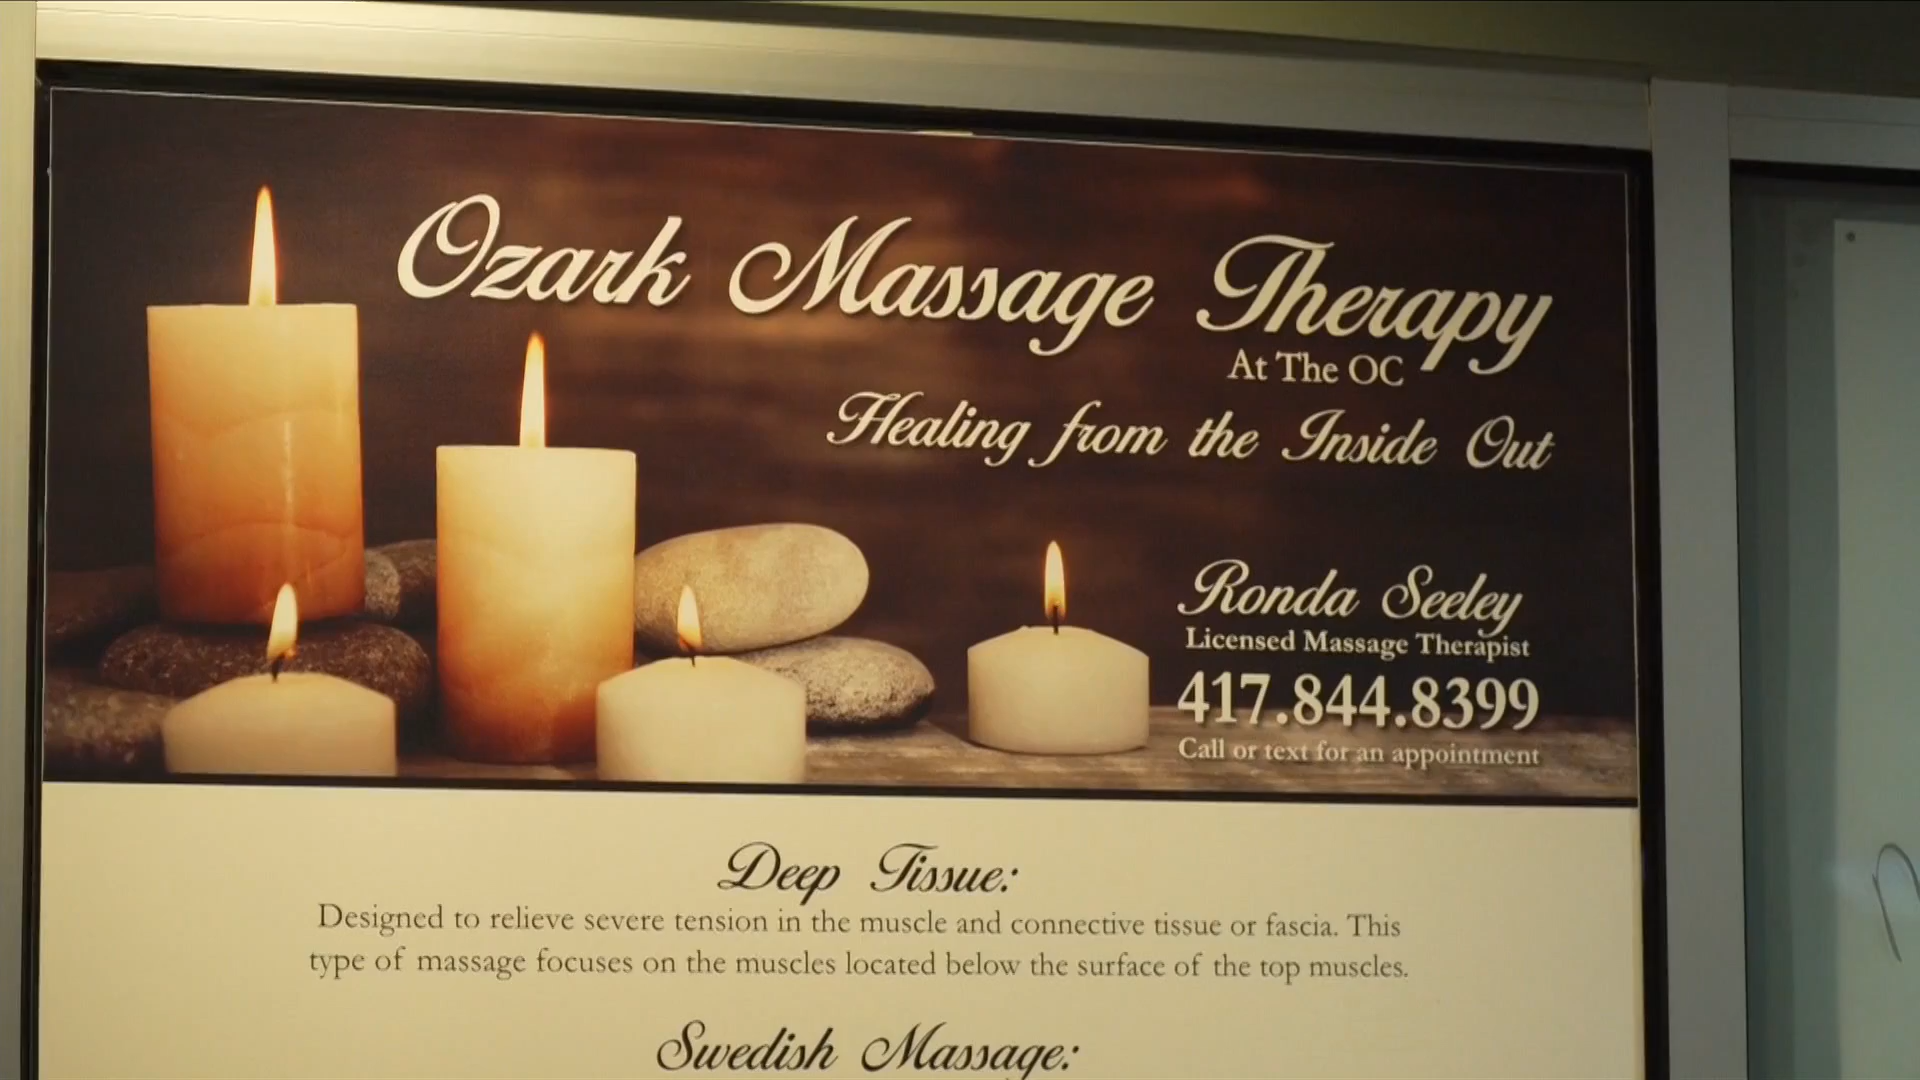 Ozark Massage Therapy
At The OC
Healing from the Inside Out
Ronda Seeley
Licensed Massage Therapist
417.844.8399
Call or text for an appointment
Deep Tissue:
Designed to relieve severe tension in the muscle and connective tissue or fascia. This
type of massage focuses on the muscles located below the surface of the top muscles.
Swedish Massage: